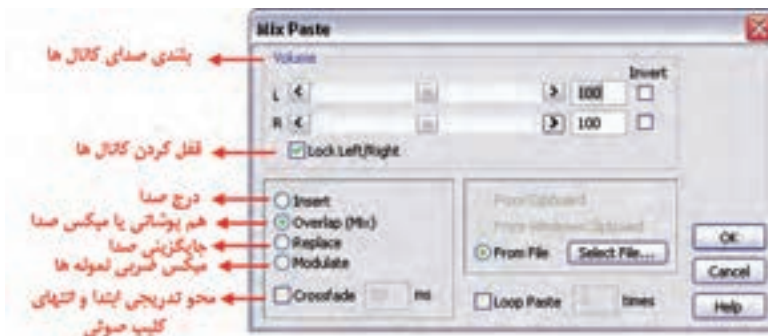 Mix Paste
بلندی صدای کانال ها
Volume
Invert
L 100
R 100
قفل کردن کانال ها
Lock Left/Right
درج صدا
Insert
هم پوشانی یا میکس صدا
Overlap (Mix)
جایگزینی صدا
Replace
میکس ضربی نمونه ها
Modulate
محو تدریجی ابتدا و انتهای
کلیپ صوتی
Crossfade ms
From Clipboard
From Windows Clipboard
From File Select File...
Loop Paste times
OK
Cancel
Help